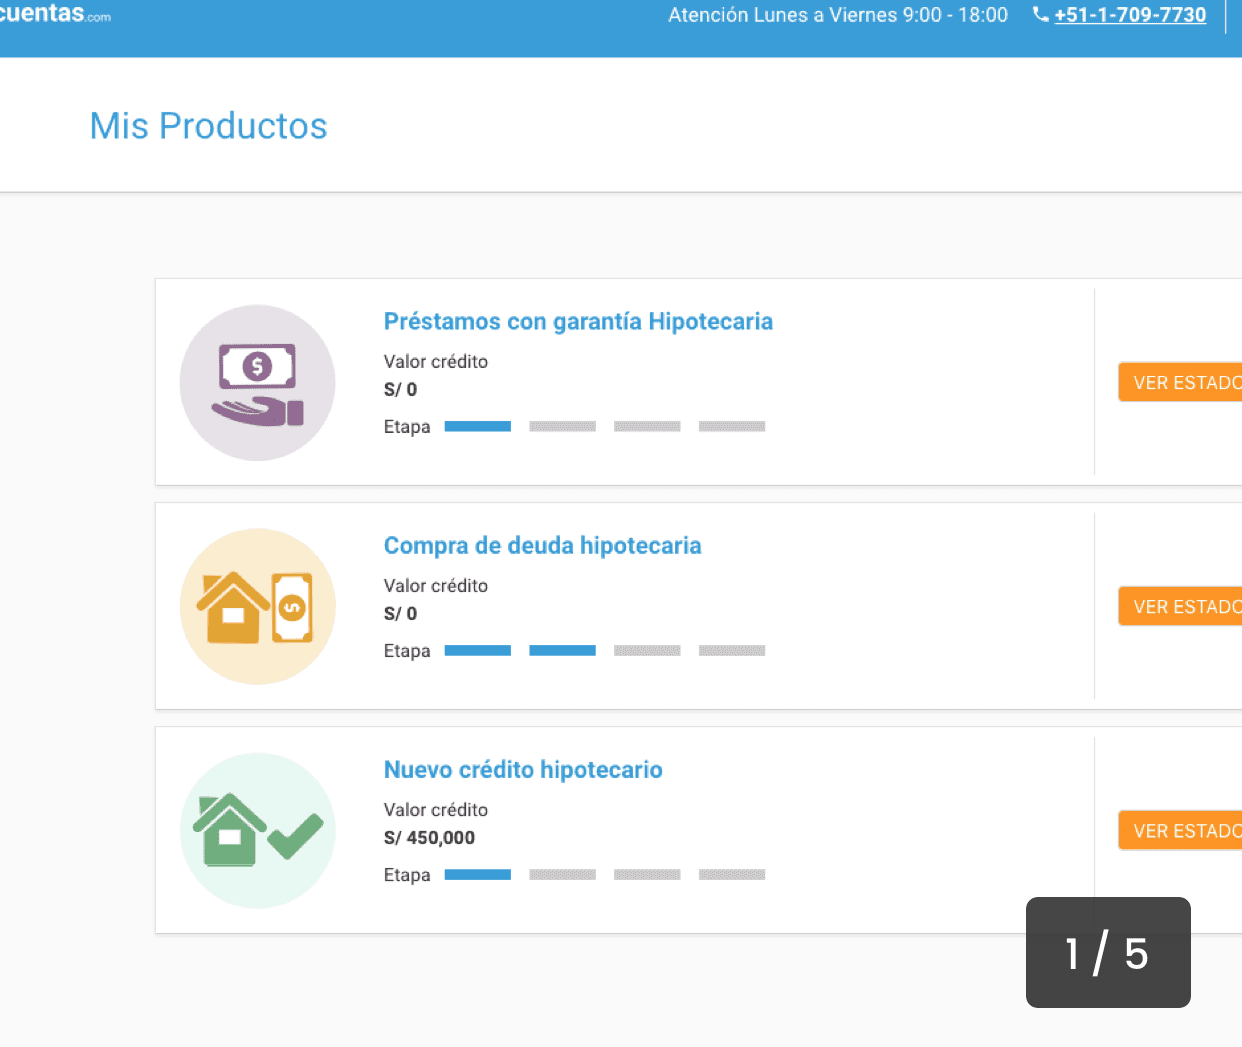 cuentas.com
Atención Lunes a Viernes 9:00 - 18:00
+51-1-709-7730
Mis Productos
Préstamos con garantía Hipotecaria
Valor crédito
S/ 0
Etapa
VER ESTADO
Compra de deuda hipotecaria
Valor crédito
S/ 0
Etapa
VER ESTADO
Nuevo crédito hipotecario
Valor crédito
S/ 450,000
Etapa
VER ESTADO
1 / 5